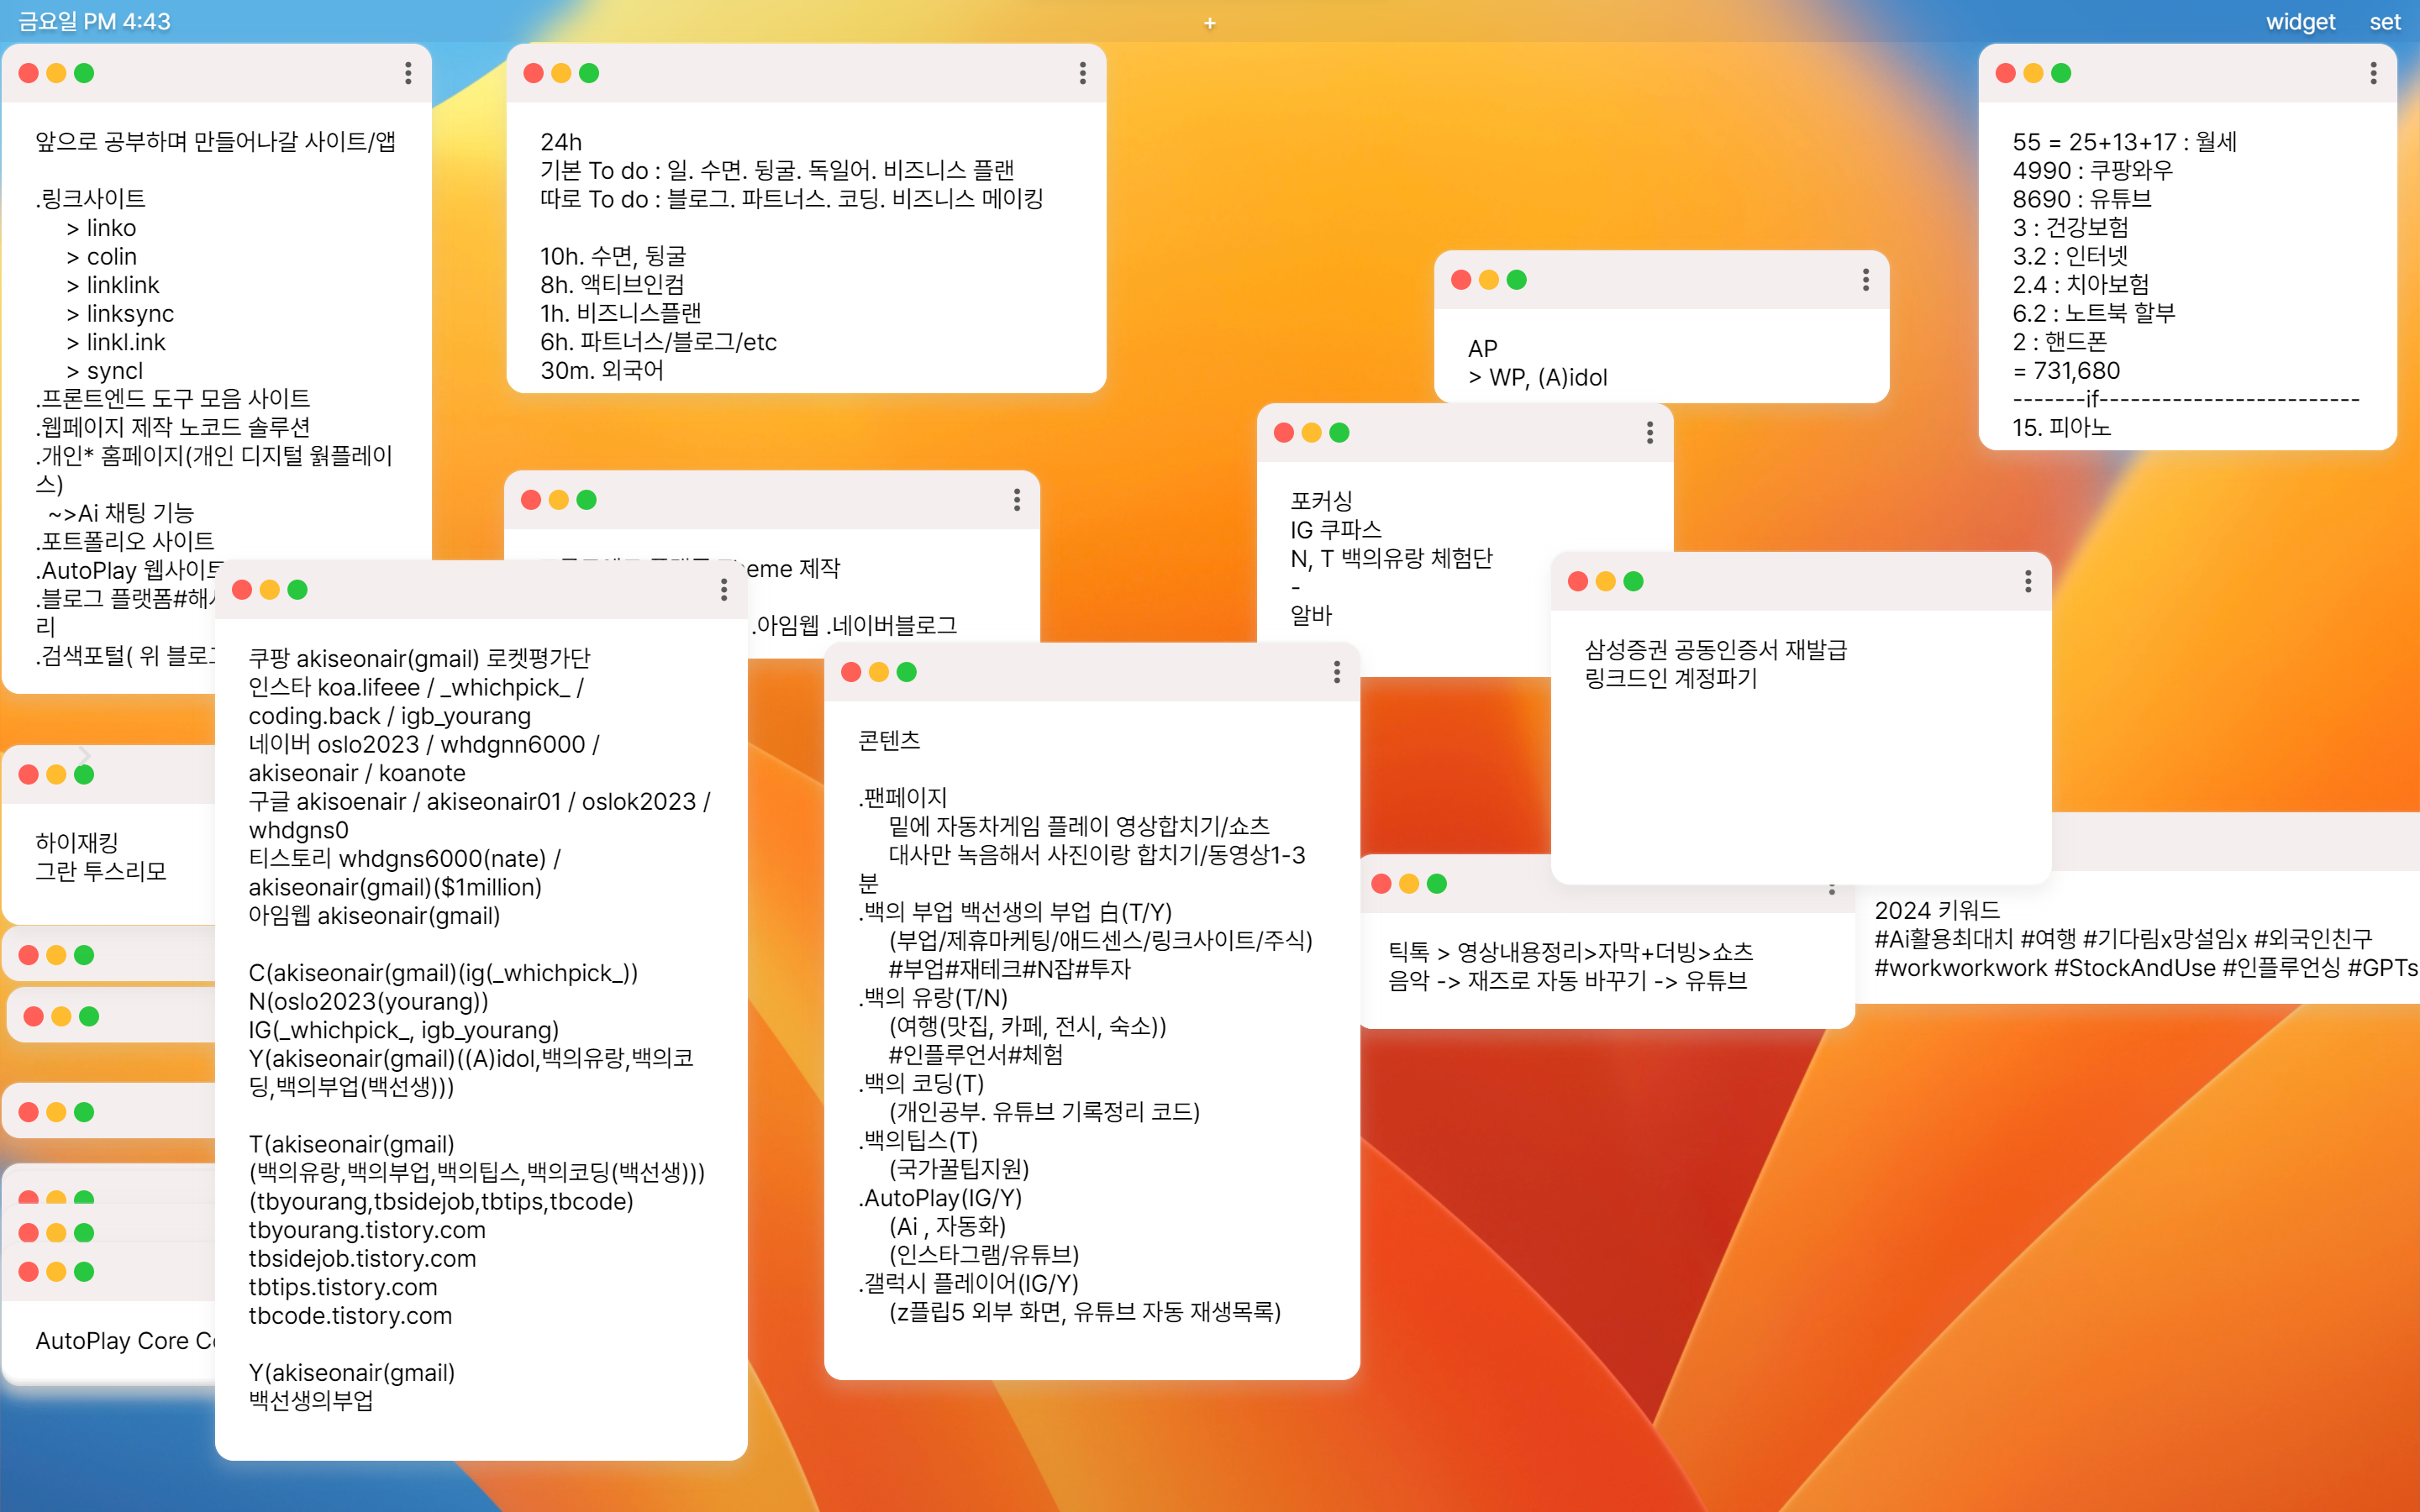 금요일 PM 4:43
+
widget
set
앞으로 공부하며 만들어나갈 사이트/앱
.링크사이트
> linko
> colin
> linklink
> linksync
> linkl.ink
> syncl
.프론트엔드 도구 모음 사이트
.웹페이지 제작 노코드 솔루션
.개인* 홈페이지(개인 디지털 웕플레이
스)
~>Ai 채팅 기능
.포트폴리오 사이트
.AutoPlay 웹사이트
.블로그 플랫폼#해시
리
.검색포털( 위 블로그
24h
기본 To do : 일. 수면. 뒹굴. 독일어. 비즈니스 플랜
따로 To do : 블로그. 파트너스. 코딩. 비즈니스 메이킹
10h. 수면, 뒹굴
8h. 액티브인컴
1h. 비즈니스플랜
6h. 파트너스/블로그/etc
30m. 외국어
55 = 25+13+17 : 월세
4990 : 쿠팡와우
8690 : 유튜브
3 : 건강보험
3.2 : 인터넷
2.4 : 치아보험
6.2 : 노트북 할부
2 : 핸드폰
= 731,680
-------if-------------------------
15. 피아노
AP
> WP, (A)idol
포커싱
IG 쿠파스
N, T 백의유랑 체험단
-
알바
제작
.아임웹 .네이버블로그
삼성증권 공동인증서 재발급
링크드인 계정파기
쿠팡 akiseonair(gmail) 로켓평가단
인스타 koa.lifeee / _whichpick_ /
coding.back / igb_yourang
네이버 oslo2023 / whdgnn6000 /
akiseonair / koanote
구글 akisoenair / akiseonair01 / oslok2023 /
whdgns0
티스토리 whdgns6000(nate) /
akiseonair(gmail)($1million)
아임웹 akiseonair(gmail)
C(akiseonair(gmail)(ig(_whichpick_))
N(oslo2023(yourang))
IG(_whichpick_, igb_yourang)
Y(akiseonair(gmail)((A)idol,백의유랑,백의코
딩,백의부업(백선생)))
T(akiseonair(gmail)
(백의유랑,백의부업,백의팁스,백의코딩(백선생)))
(tbyourang,tbsidejob,tbtips,tbcode)
tbyourang.tistory.com
tbsidejob.tistory.com
tbtips.tistory.com
tbcode.tistory.com
Y(akiseonair(gmail)
백선생의부업
콘텐츠
.팬페이지
밑에 자동차게임 플레이 영상합치기/쇼츠
대사만 녹음해서 사진이랑 합치기/동영상1-3
분
.백의 부업 백선생의 부업 白(T/Y)
(부업/제휴마케팅/애드센스/링크사이트/주식)
#부업#재테크#N잡#투자
.백의 유랑(T/N)
(여행(맛집, 카페, 전시, 숙소))
#인플루언서#체험
.백의 코딩(T)
(개인공부. 유튜브 기록정리 코드)
.백의팁스(T)
(국가꿀팁지원)
.AutoPlay(IG/Y)
(Ai , 자동화)
(인스타그램/유튜브)
.갤럭시 플레이어(IG/Y)
(z플립5 외부 화면, 유튜브 자동 재생목록)
하이재킹
그란 투스리모
틱톡 > 영상내용정리>자막+더빙>쇼츠
음악 -> 재즈로 자동 바꾸기 -> 유튜브
2024 키워드
#Ai활용최대치 #여행 #기다림x망설임x #외국인친구
#workworkwork #StockAndUse #인플루언싱 #GPTs
AutoPlay Core